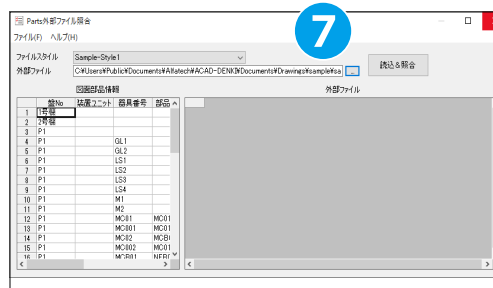 Parts外部ファイル照合
7
ファイル(F) ヘルプ(H)
ファイルスタイル Sample-Style1
外部ファイル C:¥Users¥Public¥Documents¥Alfatech¥ACAD-DENKI¥Documents¥Drawings¥sample¥sa ... 読込&照合
図面部品情報 外部ファイル
盤No 装置ユニット 器具番号 部品
1 1号盤
2 2号盤
3 P1
4 P1 GL1
5 P1 GL2
6 P1 LS1
7 P1 LS2
8 P1 LS3
9 P1 LS4
10 P1 M1
11 P1 M2
12 P1 MC01 MC01
13 P1 MC001 MC01
14 P1 MC02 MCB(
15 P1 MC002 MC01
16 P1 MCB01 NFB(